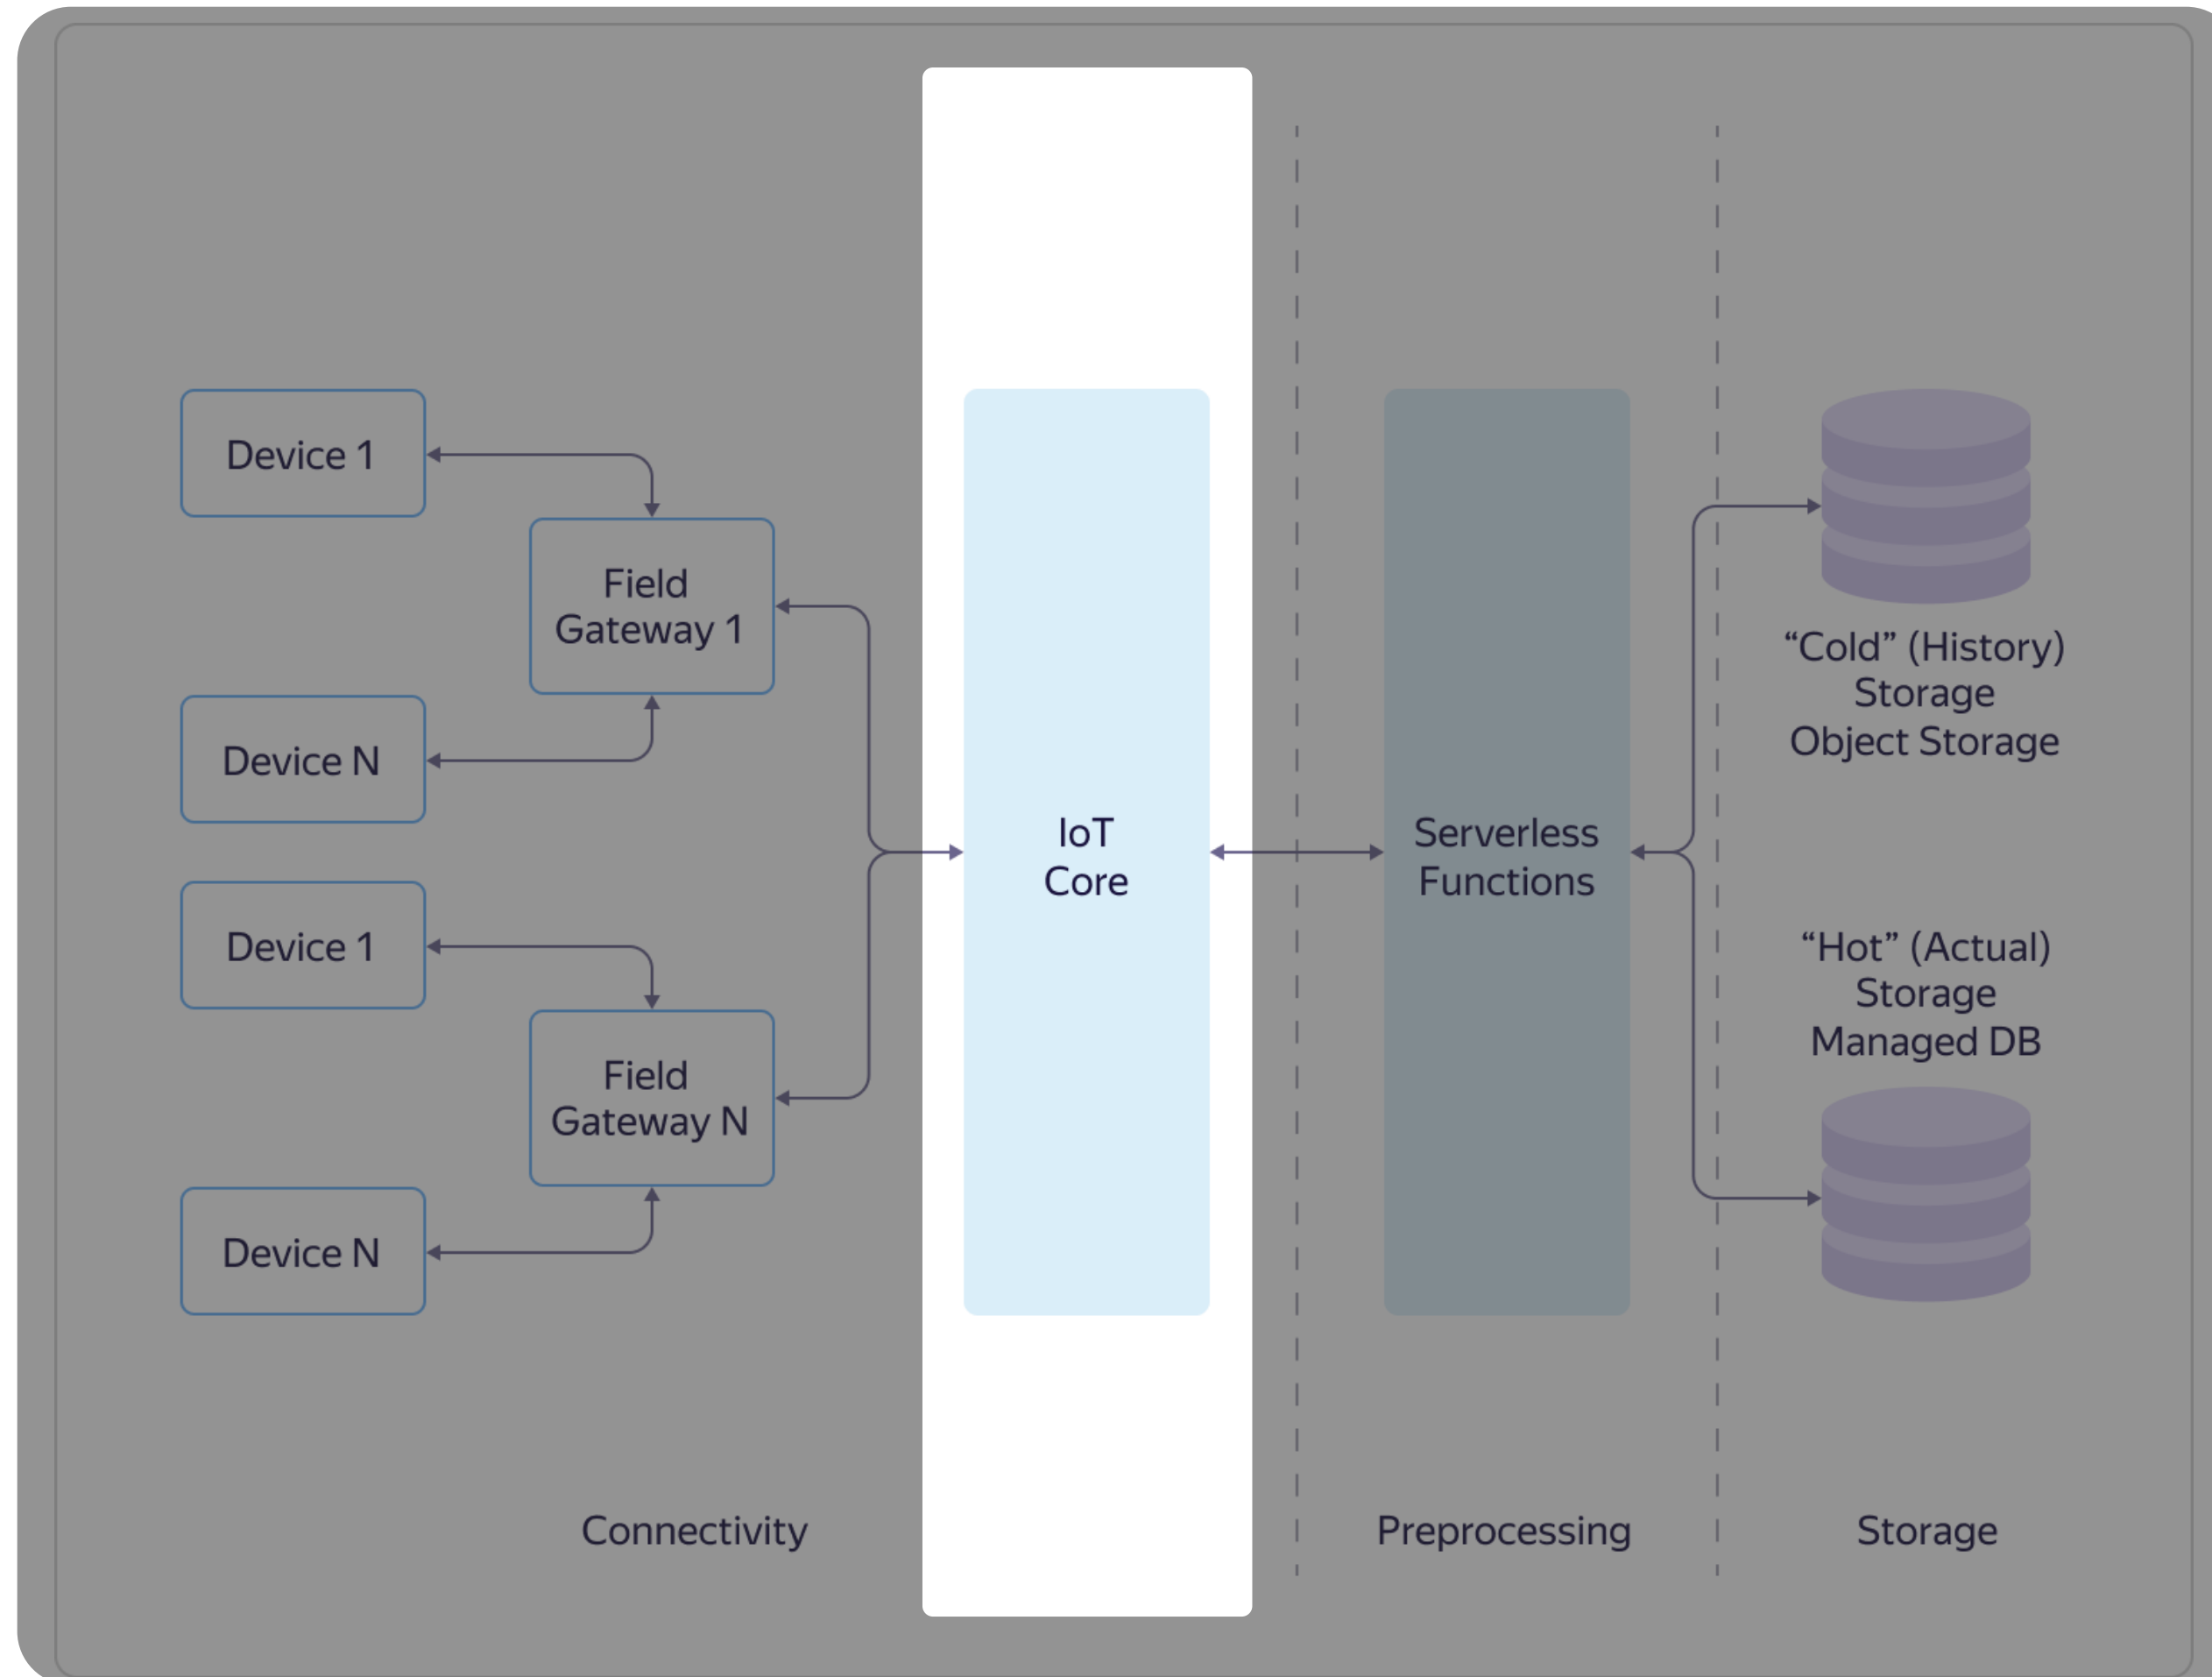 Device 1
Field
Gateway 1
Device N
Device 1
Field
Gateway N
Device N
IoT
Core
Serverless
Functions
“Cold” (History)
Storage
Object Storage
“Hot” (Actual)
Storage
Managed DB
Connectivity
Preprocessing
Storage